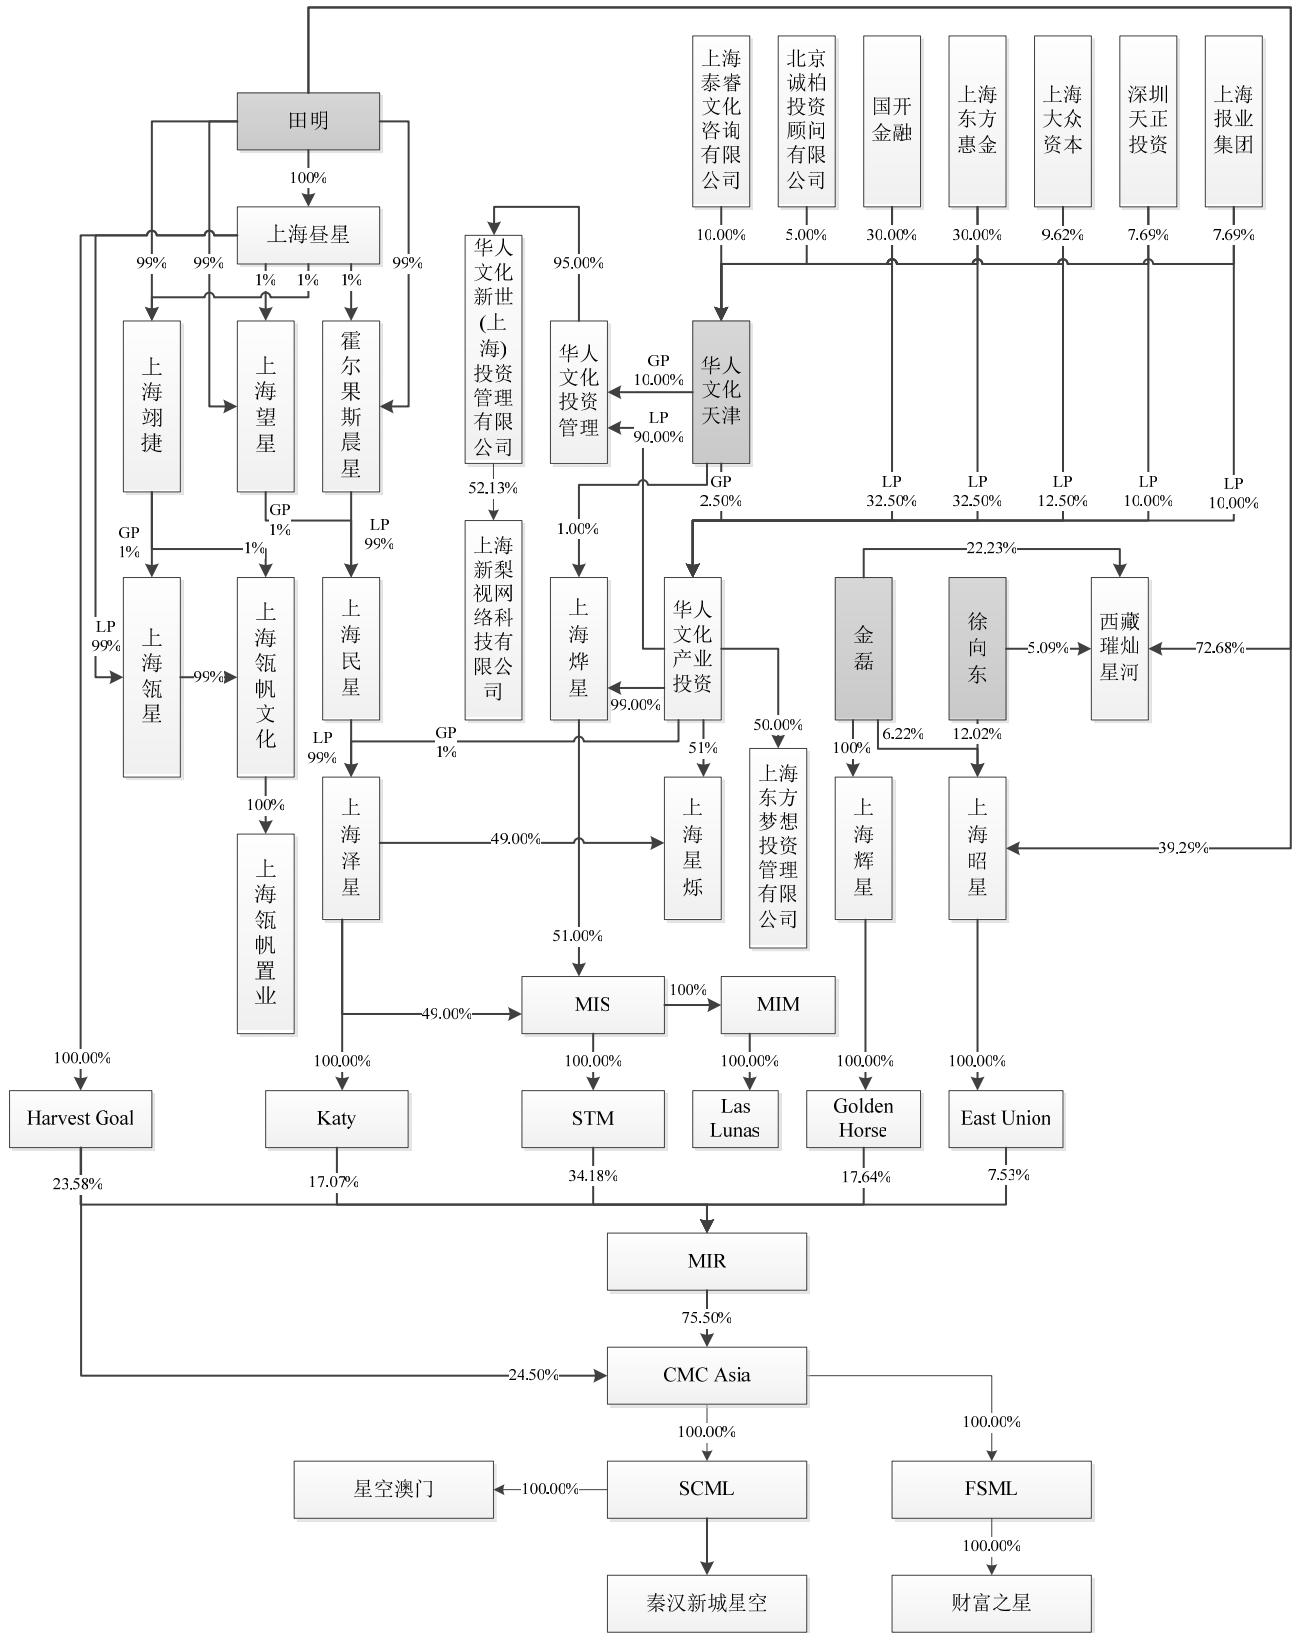 田明
上海
泰睿
文化
咨询
有限
公司
北京
诚柏
投资
顾问
有限
公司
国开
金融
上海
东方
惠金
上海
大众
资本
深圳
天正
投资
上海
报业
集团
100%
上海昼星
99%
99%
1%
1%
1%
99%
10.00%
5.00%
30.00%
30.00%
9.62%
7.69%
7.69%
华人
文化
新世
(上
海)
投资
管理
有限
公司
95.00%
上海翊捷
上海望星
霍尔果斯晨星
华人
文化
投资
管理
GP
10.00%
LP
90.00%
华人
文化
天津
52.13%
GP
2.50%
LP
32.50%
LP
32.50%
LP
12.50%
LP
10.00%
LP
10.00%
GP
1%
1%
GP
1%
LP
99%
1.00%
上海
新梨
视网
络科
技有
限公
司
22.23%
LP
99%
上海瓴星
99%
上海瓴帆文化
上海民星
上海烨星
99.00%
华人
文化
产业
投资
金磊
徐向东
5.09%
西藏
璀灿
星河
72.68%
100%
LP
99%
GP
1%
51%
50.00%
100%
6.22%
12.02%
上海瓴帆置业
上海泽星
49.00%
上海星烁
上海
东方
梦想
投资
管理
有限
公司
上海辉星
上海昭星
39.29%
51.00%
49.00%
MIS
100%
MIM
100.00%
100.00%
100.00%
100.00%
100.00%
100.00%
Harvest Goal
Katy
STM
Las
Lunas
Golden
Horse
East Union
23.58%
17.07%
34.18%
17.64%
7.53%
MIR
75.50%
24.50%
CMC Asia
100.00%
100.00%
星空澳门
100.00%
SCML
FSML
100.00%
秦汉新城星空
财富之星